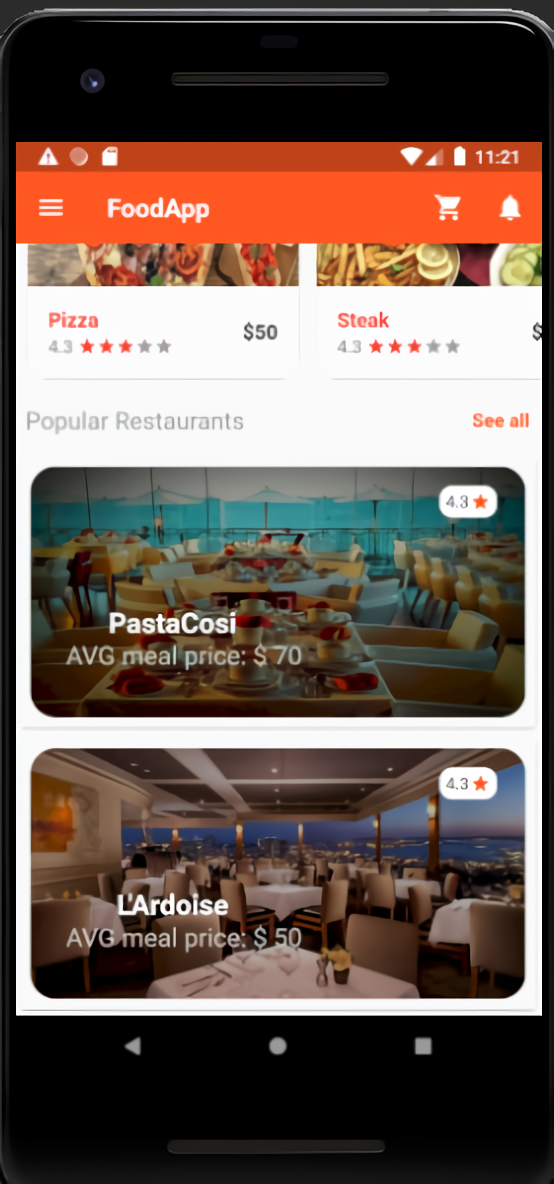 11:21
FoodApp
Pizza
4.3
$50
Steak
4.3
$
Popular Restaurants
See all
4.3
PastaCosi
AVG meal price: $ 70
4.3
L'Ardoise
AVG meal price: $ 50